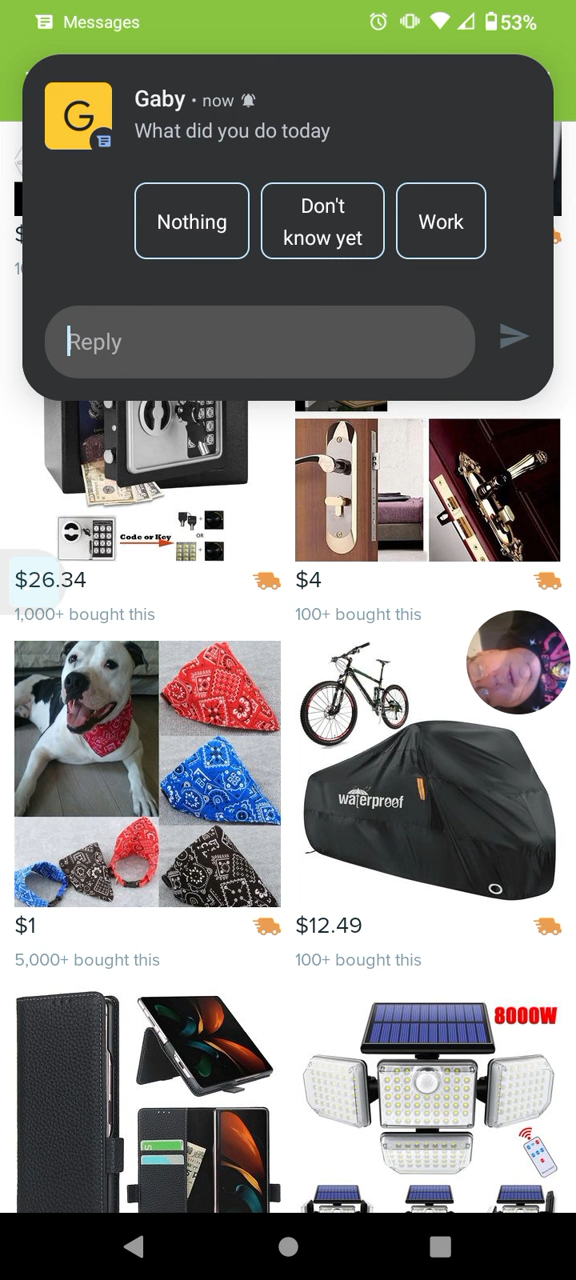 Messages
53%
G
Gaby • now
What did you do today
Nothing
Don't
know yet
Work
Reply
$
10
Code or Key
OR
$26.34
1,000+ bought this
$4
100+ bought this
waterproof
$1
5,000+ bought this
$12.49
100+ bought this
8000W